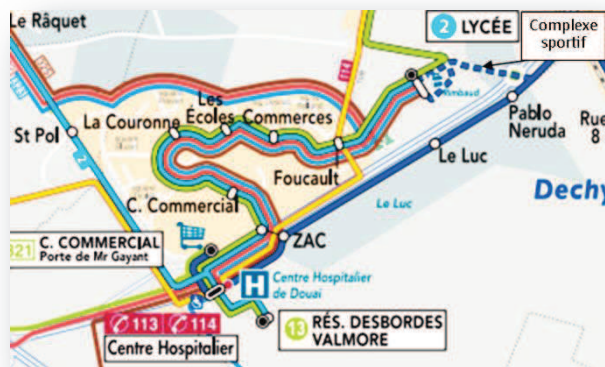 Le Râquet
2 LYCÉE
Complexe
sportif
114
Rimbaud
Les
Écoles
La Couronne
Commerces
St Pol
Pablo
Neruda
Rue
8
Le Luc
Foucault
2
C. Commercial
Le Luc
Dechy
321
C. COMMERCIAL
Porte de Mr Gayant
ZAC
H
Centre Hospitalier
de Douai
113
114
Centre Hospitalier
13
RÉS. DESBORDES
VALMORE